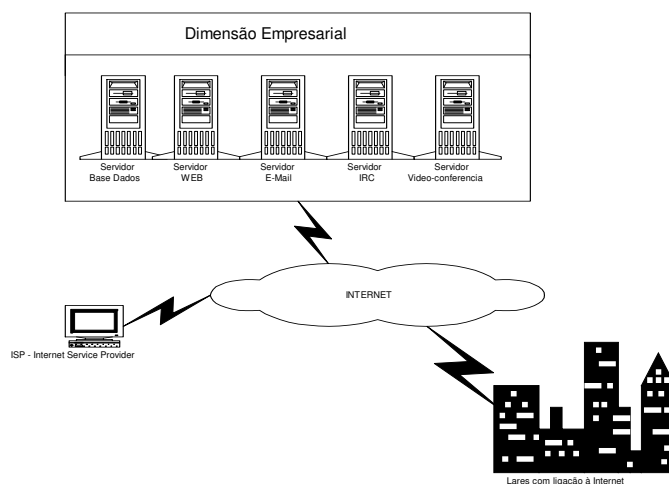 Dimensão Empresarial
Servidor
Base Dados
Servidor
WEB
Servidor
E-Mail
Servidor
IRC
Servidor
Video-conferencia
INTERNET
ISP - Internet Service Provider
Lares com ligação à Internet